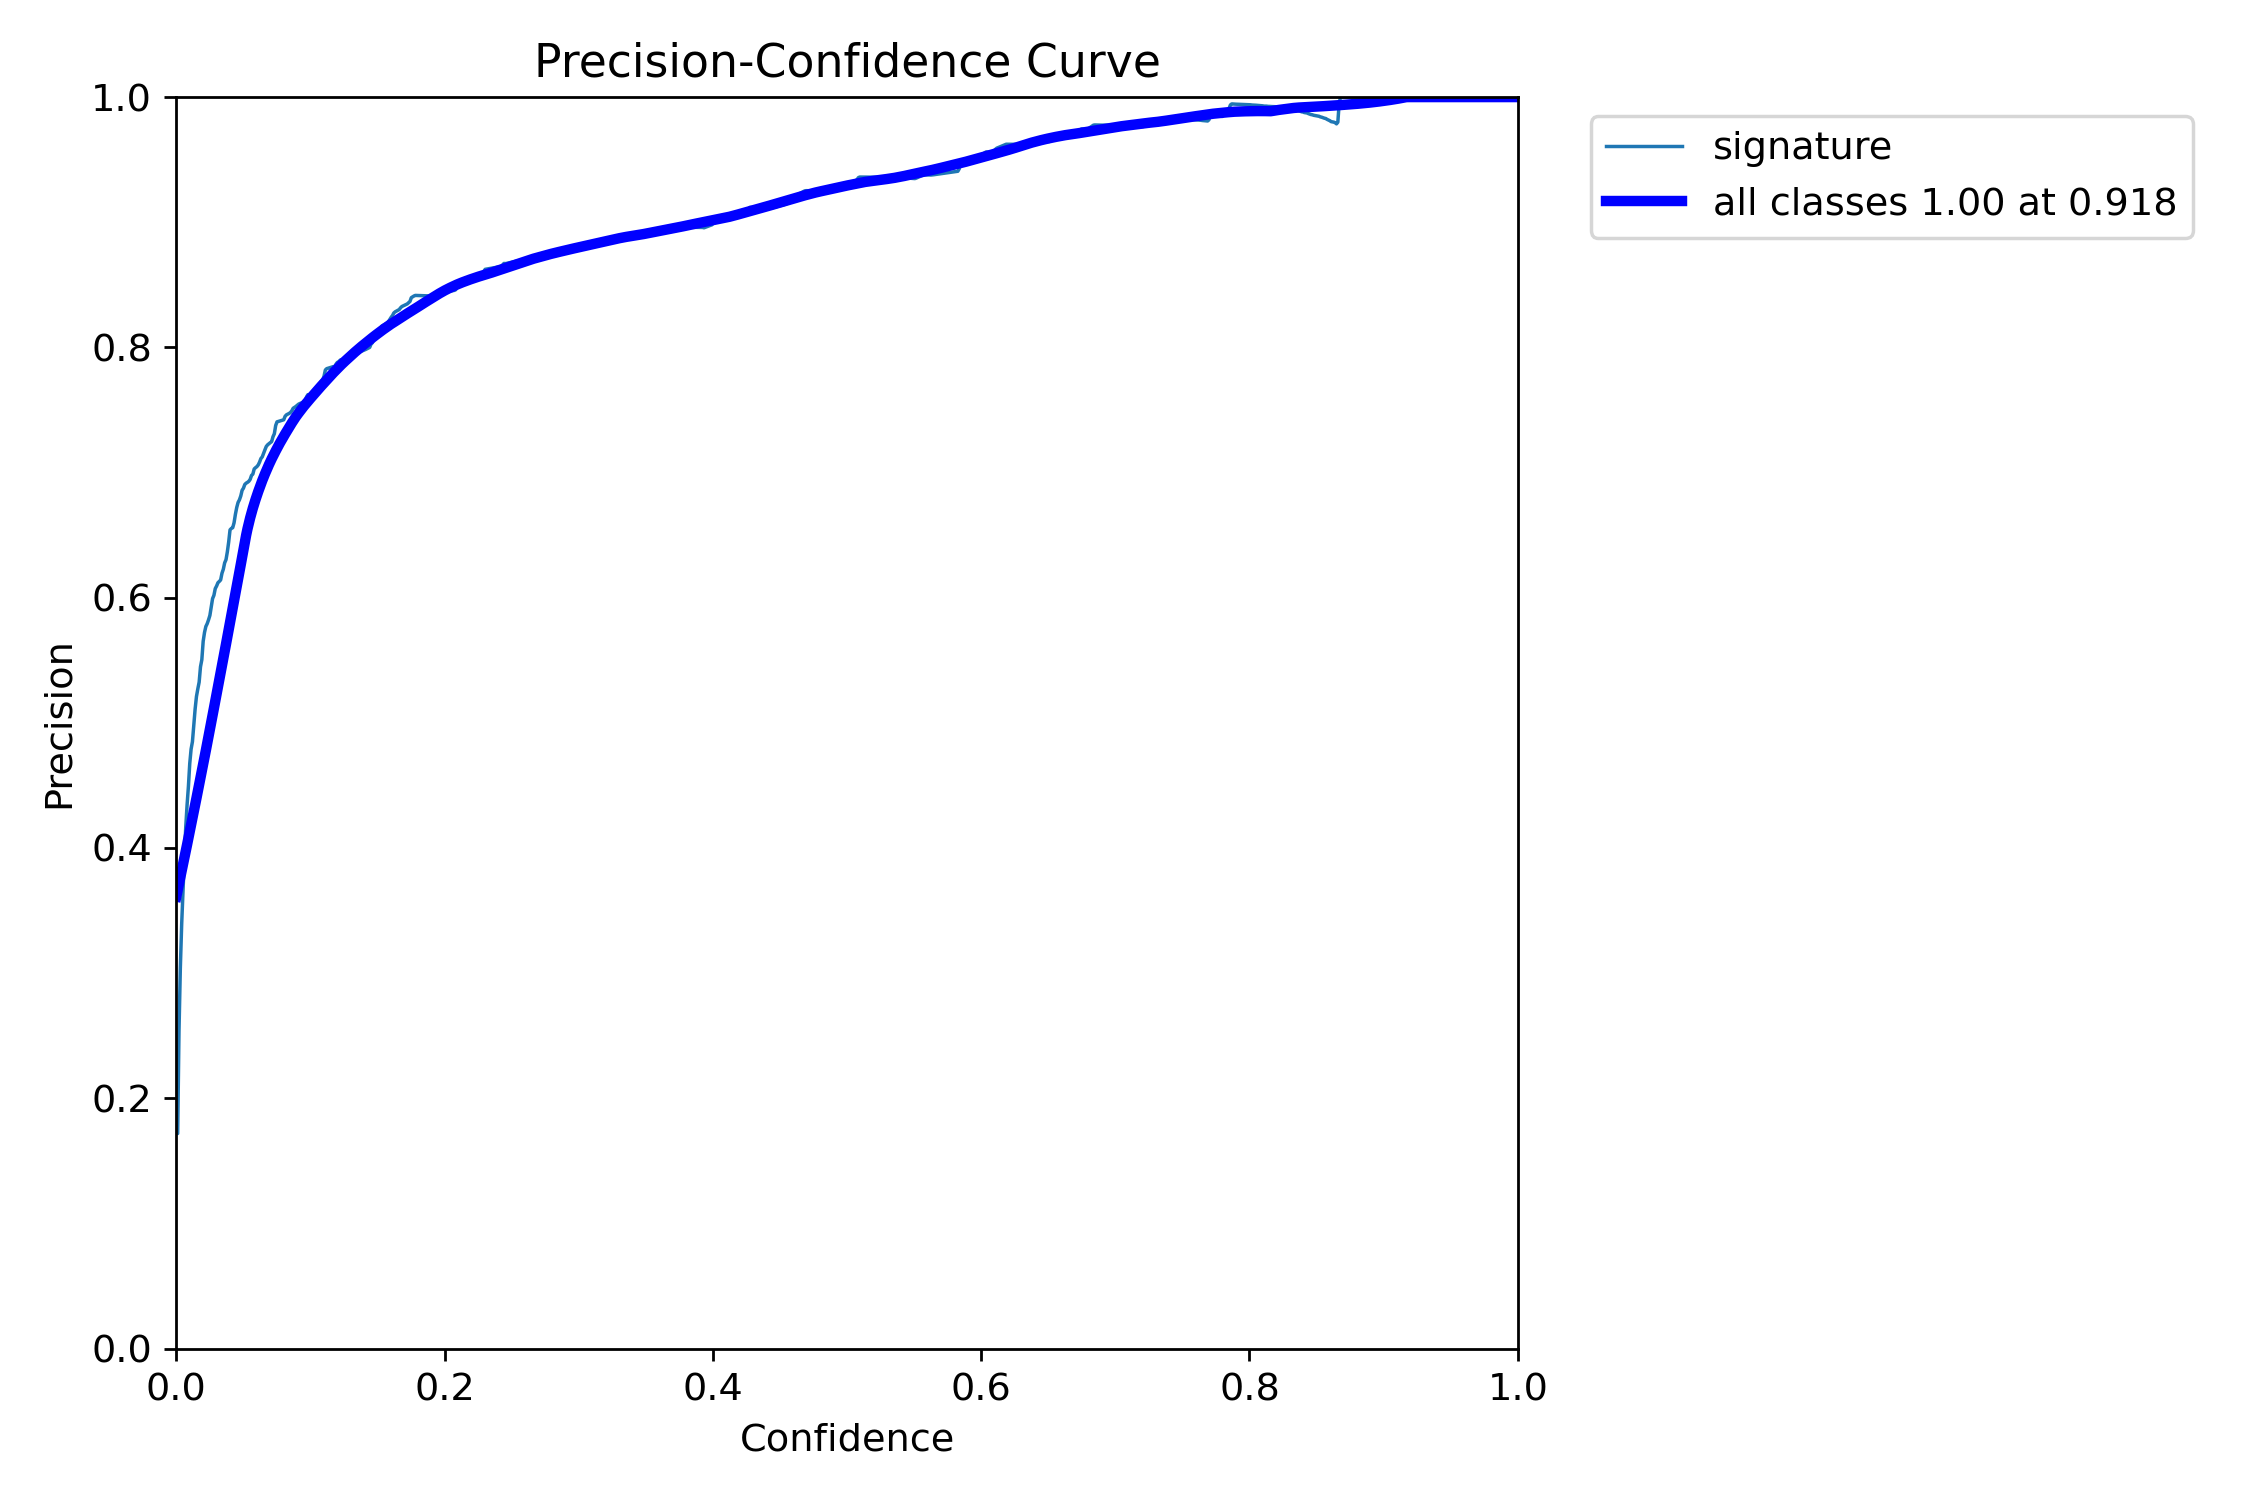 Precision-Confidence Curve
1.0
0.8
0.6
0.4
0.2
0.0
Precision
0.0 0.2 0.4 0.6 0.8 1.0
Confidence
signature
all classes 1.00 at 0.918